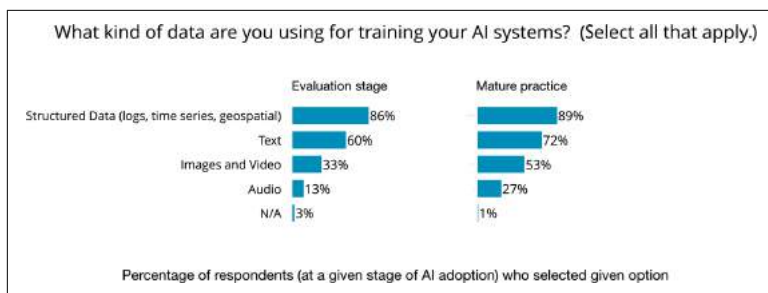 What kind of data are you using for training your AI systems? (Select all that apply.)
Evaluation stage Mature practice
Structured Data (logs, time series, geospatial) 86% 89%
Text 60% 72%
Images and Video 33% 53%
Audio 13% 27%
N/A 3% 1%
Percentage of respondents (at a given stage of AI adoption) who selected given option